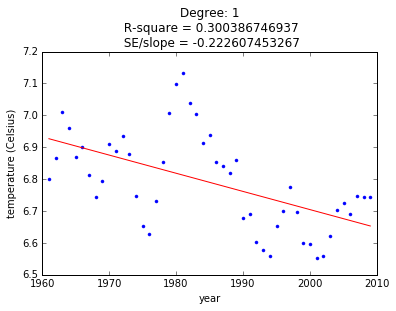 Degree: 1
R-square = 0.300386746937
SE/slope = -0.222607453267
7.2
7.1
7.0
6.9
6.8
6.7
6.6
6.5
temperature (Celsius)
1960 1970 1980 1990 2000 2010
year